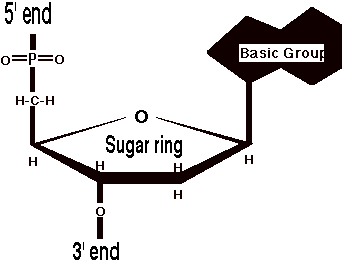 5' end
Basic Group
O=P=O
H-C-H
O
Sugar ring
H
H
H
H
H
O
3' end